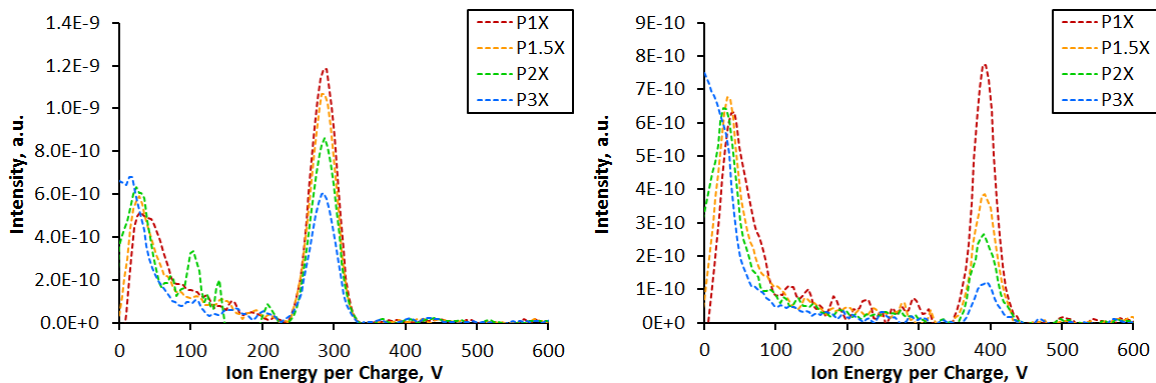 1.4E-9
1.2E-9
1.0E-9
8.0E-10
6.0E-10
4.0E-10
2.0E-10
0.0E+0
Intensity, a.u.
0 100 200 300 400 500 600
Ion Energy per Charge, V
P1X
P1.5X
P2X
P3X
9E-10
8E-10
7E-10
6E-10
5E-10
4E-10
3E-10
2E-10
1E-10
0E+0
Intensity, a.u.
0 100 200 300 400 500 600
Ion Energy per Charge, V
P1X
P1.5X
P2X
P3X